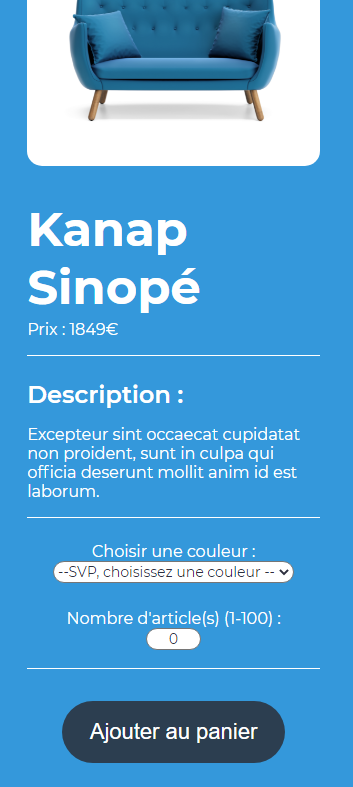 Kanap
Sinopé
Prix : 1849€
Description :
Excepteur sint occaecat cupidatat
non proident, sunt in culpa qui
officia deserunt mollit anim id est
laborum.
Choisir une couleur :
--SVP, choisissez une couleur --
Nombre d'article(s) (1-100) :
0
Ajouter au panier